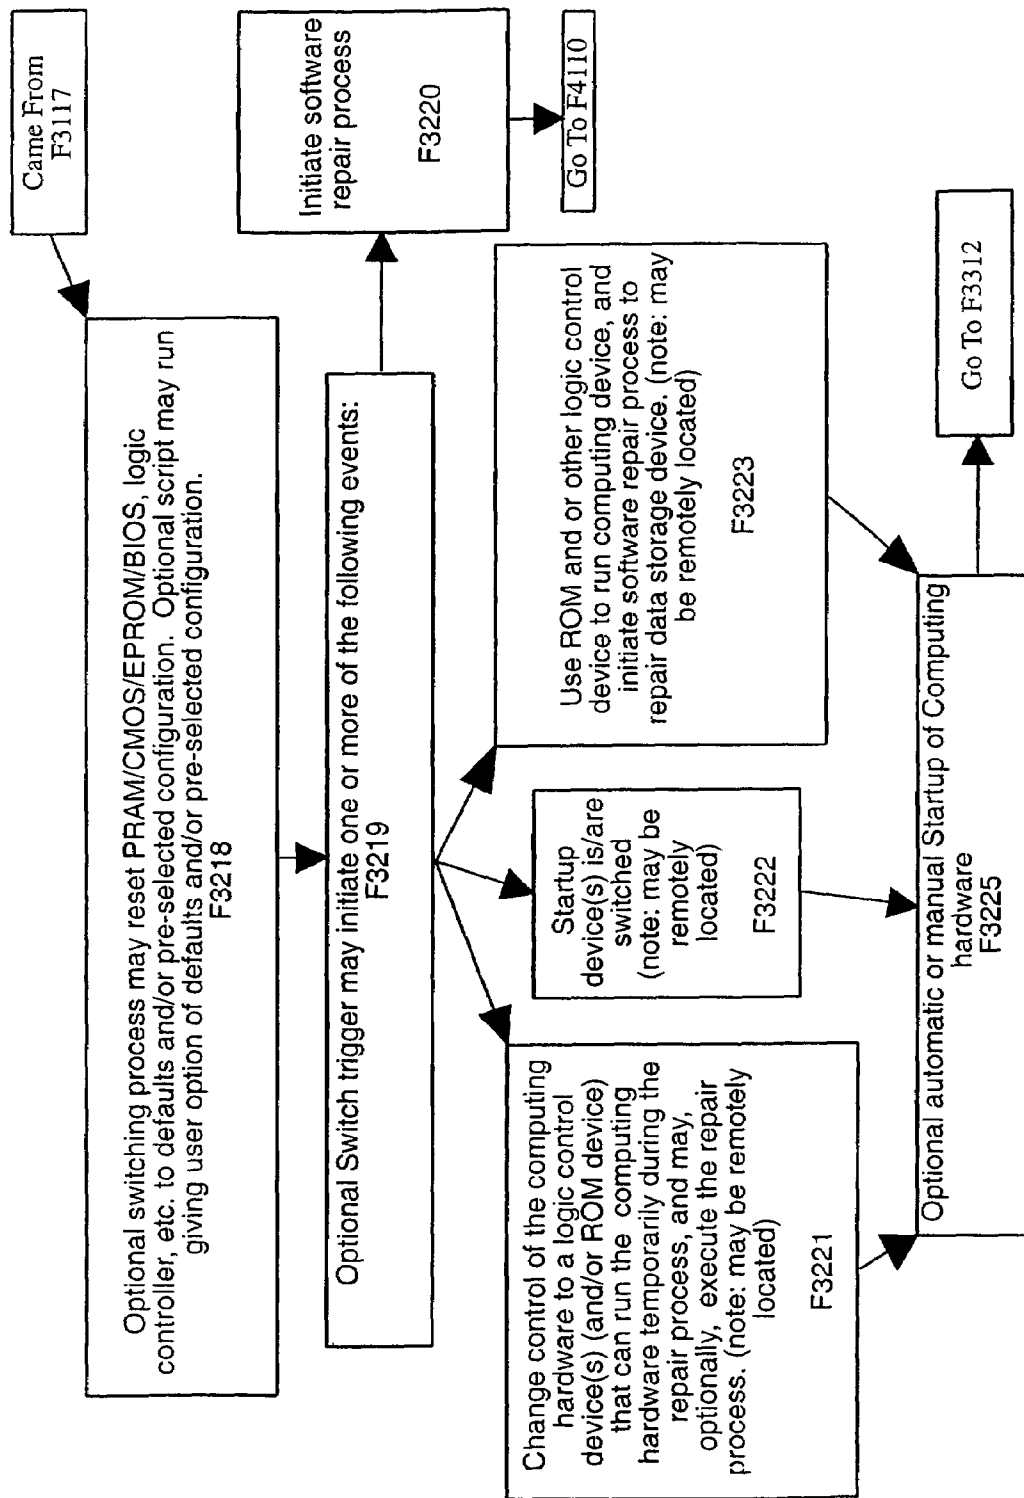 Came From
F3117
Optional switching process may reset PRAM/CMOS/EPROM/BIOS, logic
controller, etc. to defaults and/or pre-selected configuration. Optional script may run
giving user option of defaults and/or pre-selected configuration.
F3218
Optional Switch trigger may initiate one or more of the following events:
F3219
Initiate software
repair process
F3220
Go To F4110
Change control of the computing
hardware to a logic control
device(s) (and/or ROM device)
that can run the computing
hardware temporarily during the
repair process, and may,
optionally, execute the repair
process. (note: may be remotely
located)
F3221
Startup
device(s) is/are
switched
(note: may be
remotely
located)
F3222
Use ROM and or other logic control
device to run computing device, and
initiate software repair process to
repair data storage device. (note: may
be remotely located)
F3223
Optional automatic or manual Startup of Computing
hardware
F3225
Go To F3312